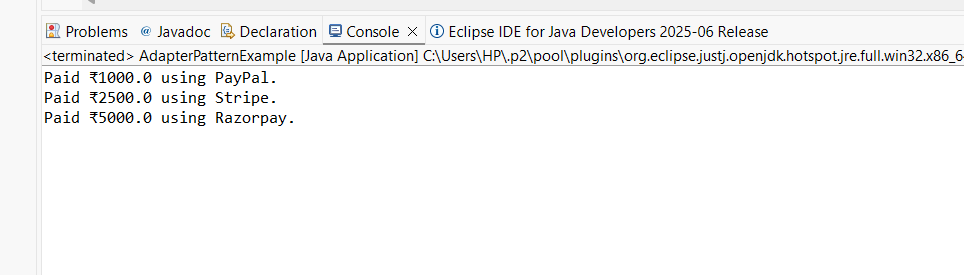 Problems @ Javadoc Declaration Console Eclipse IDE for Java Developers 2025-06 Release
<terminated> AdapterPatternExample [Java Application] C:\Users\HP\.p2\pool\plugins\org.eclipse.justj.openjdk.hotspot.jre.full.win32.x86_6
Paid ₹1000.0 using PayPal.
Paid ₹2500.0 using Stripe.
Paid ₹5000.0 using Razorpay.